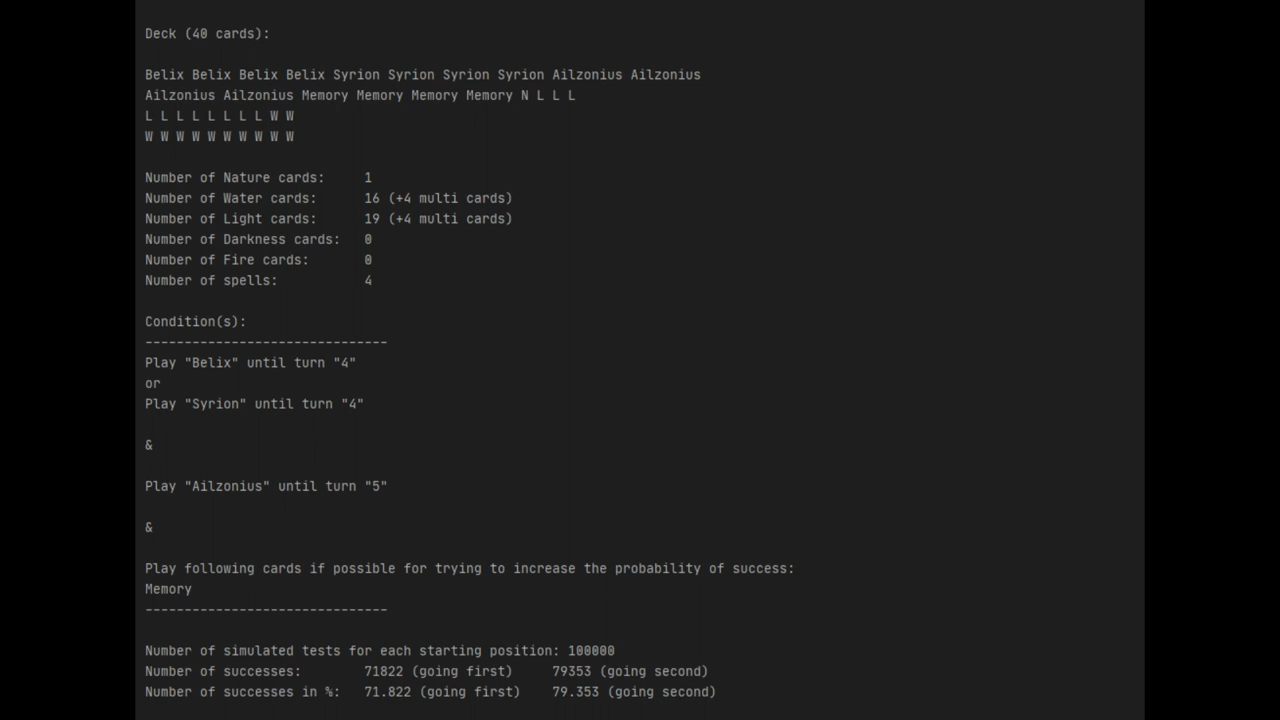 Deck (40 cards):
Belix Belix Belix Belix Syrion Syrion Syrion Syrion Ailzonius Ailzonius
Ailzonius Ailzonius Memory Memory Memory Memory N L L L
L L L L L L L L W W
W W W W W W W W W W
Number of Nature cards: 1
Number of Water cards: 16 (+4 multi cards)
Number of Light cards: 19 (+4 multi cards)
Number of Darkness cards: 0
Number of Fire cards: 0
Number of spells: 4
Condition(s):
-------------------------------
Play "Belix" until turn "4"
or
Play "Syrion" until turn "4"
&
Play "Ailzonius" until turn "5"
&
Play following cards if possible for trying to increase the probability of success:
Memory
-------------------------------
Number of simulated tests for each starting position: 100000
Number of successes: 71822 (going first) 79353 (going second)
Number of successes in %: 71.822 (going first) 79.353 (going second)